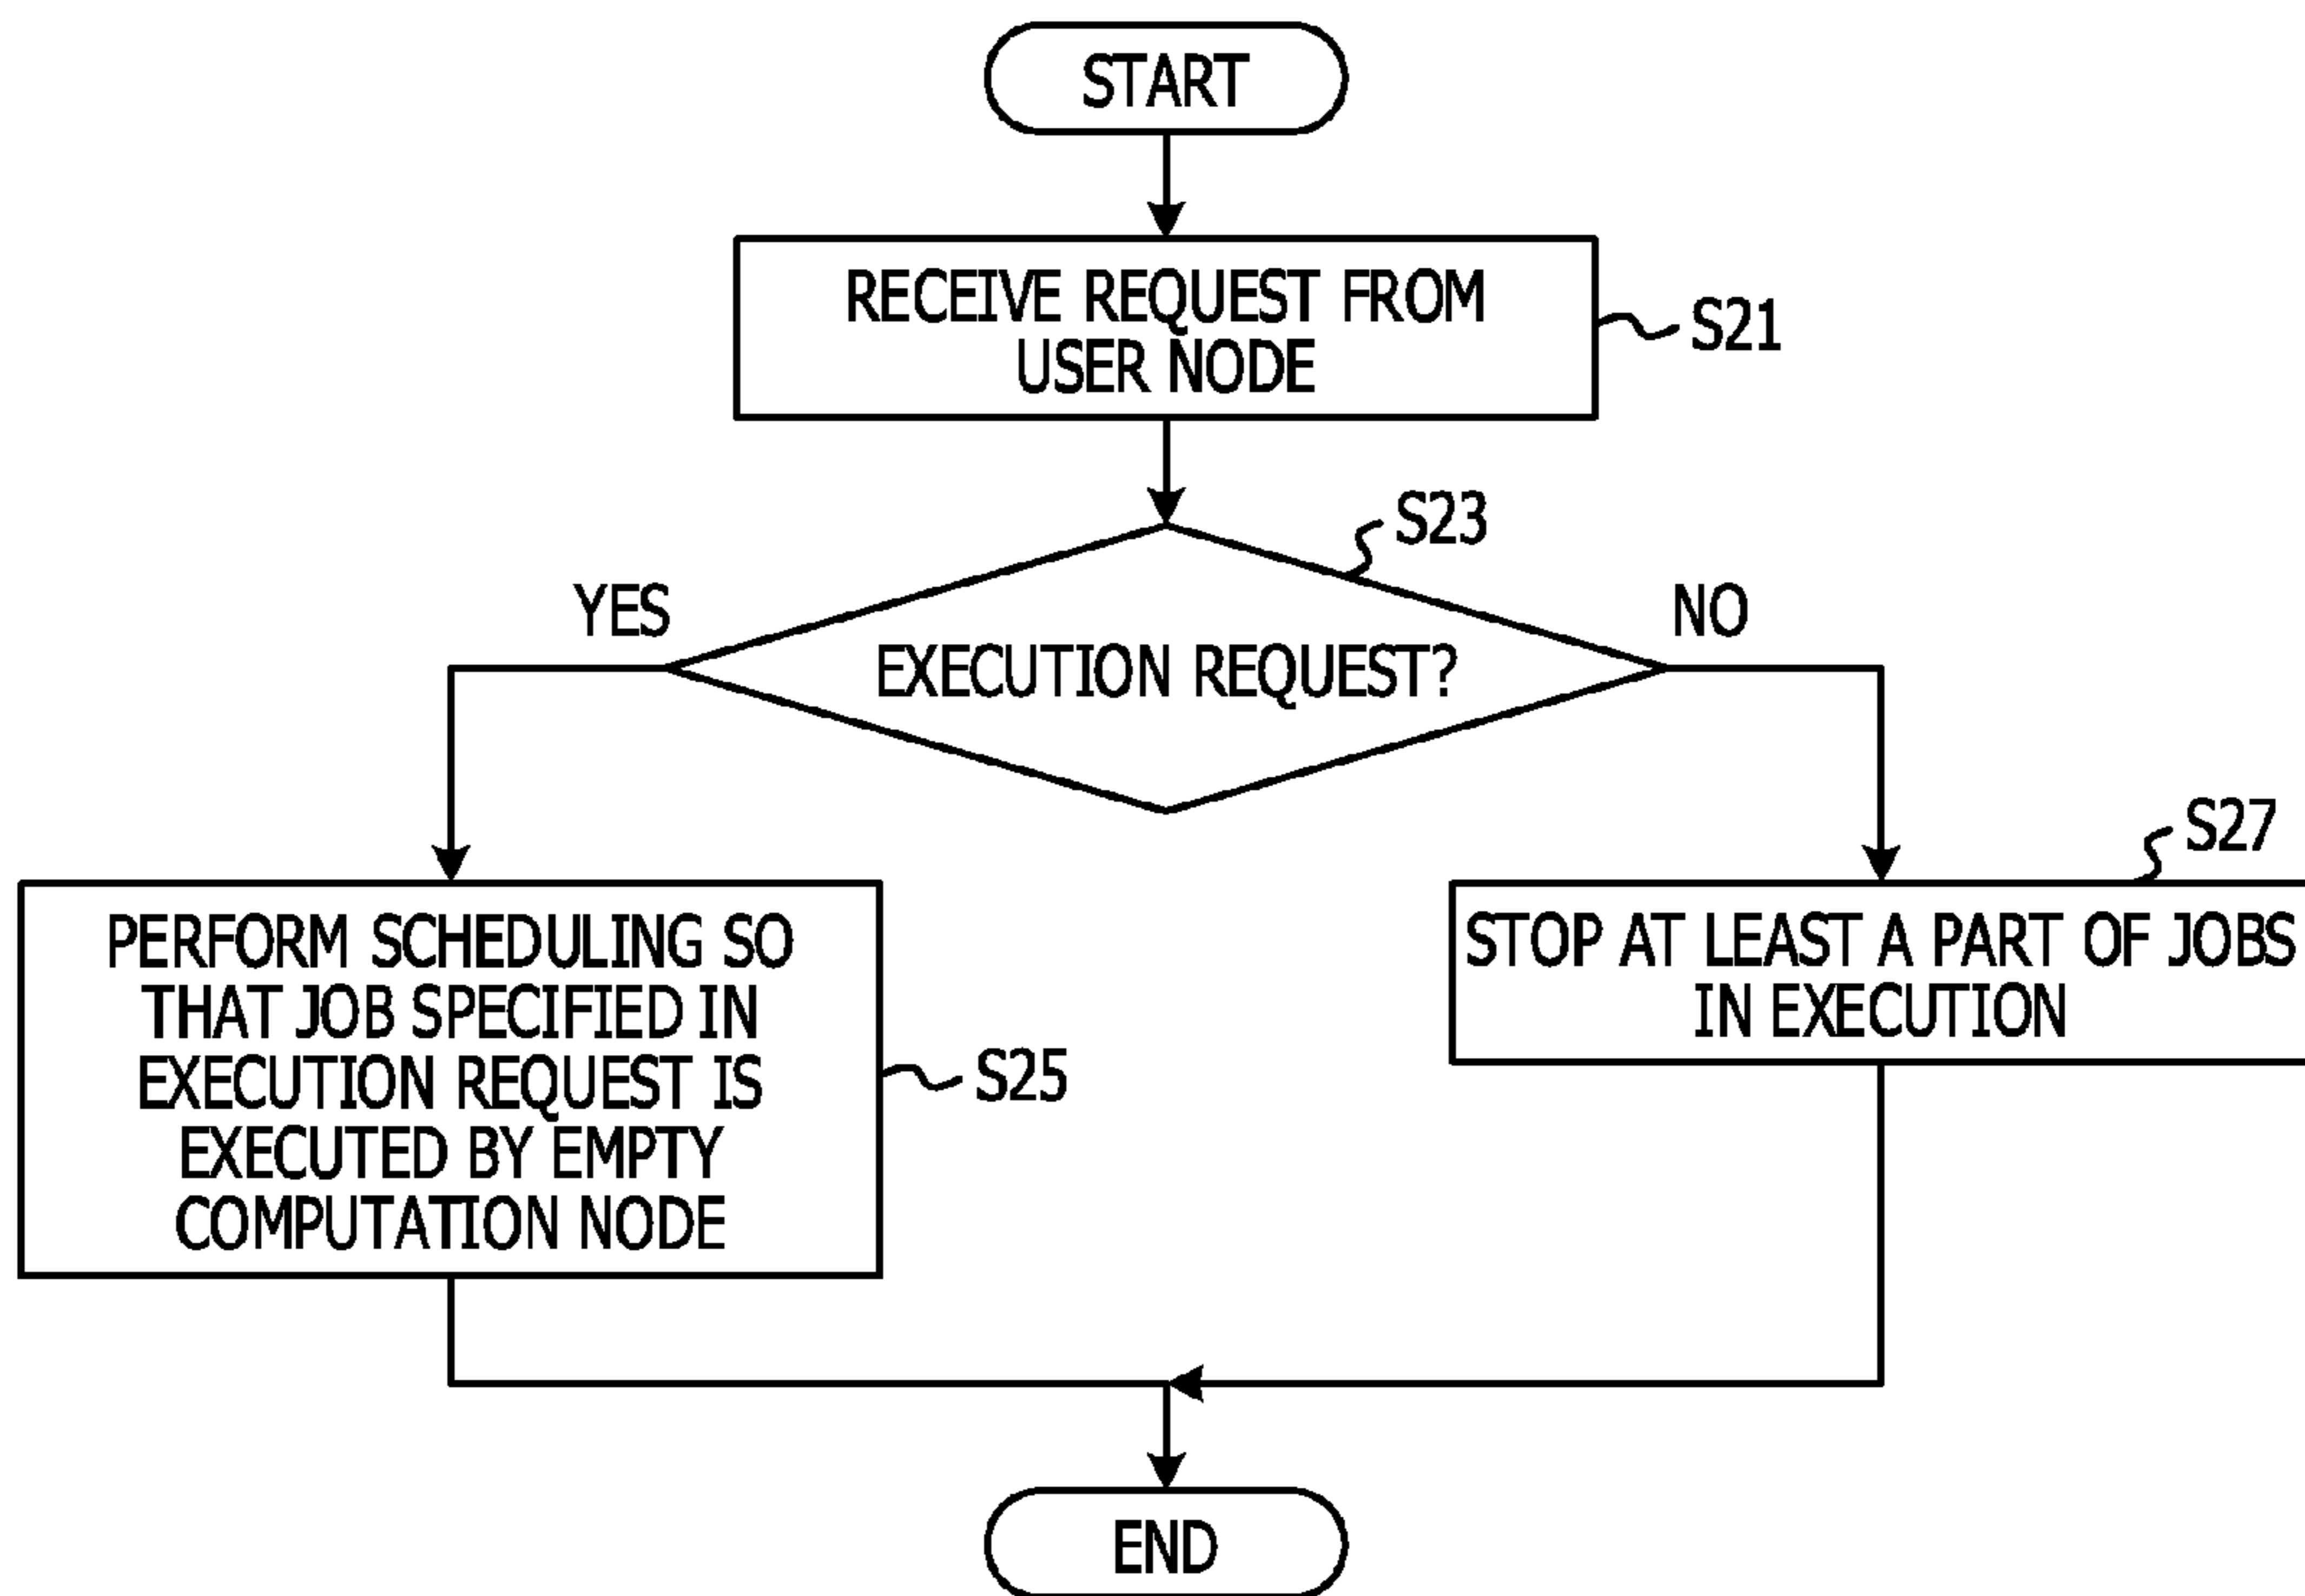 START
RECEIVE REQUEST FROM
USER NODE
S21
S23
YES
NO
EXECUTION REQUEST?
S27
PERFORM SCHEDULING SO
THAT JOB SPECIFIED IN
EXECUTION REQUEST IS
EXECUTED BY EMPTY
COMPUTATION NODE
S25
STOP AT LEAST A PART OF JOBS
IN EXECUTION
END